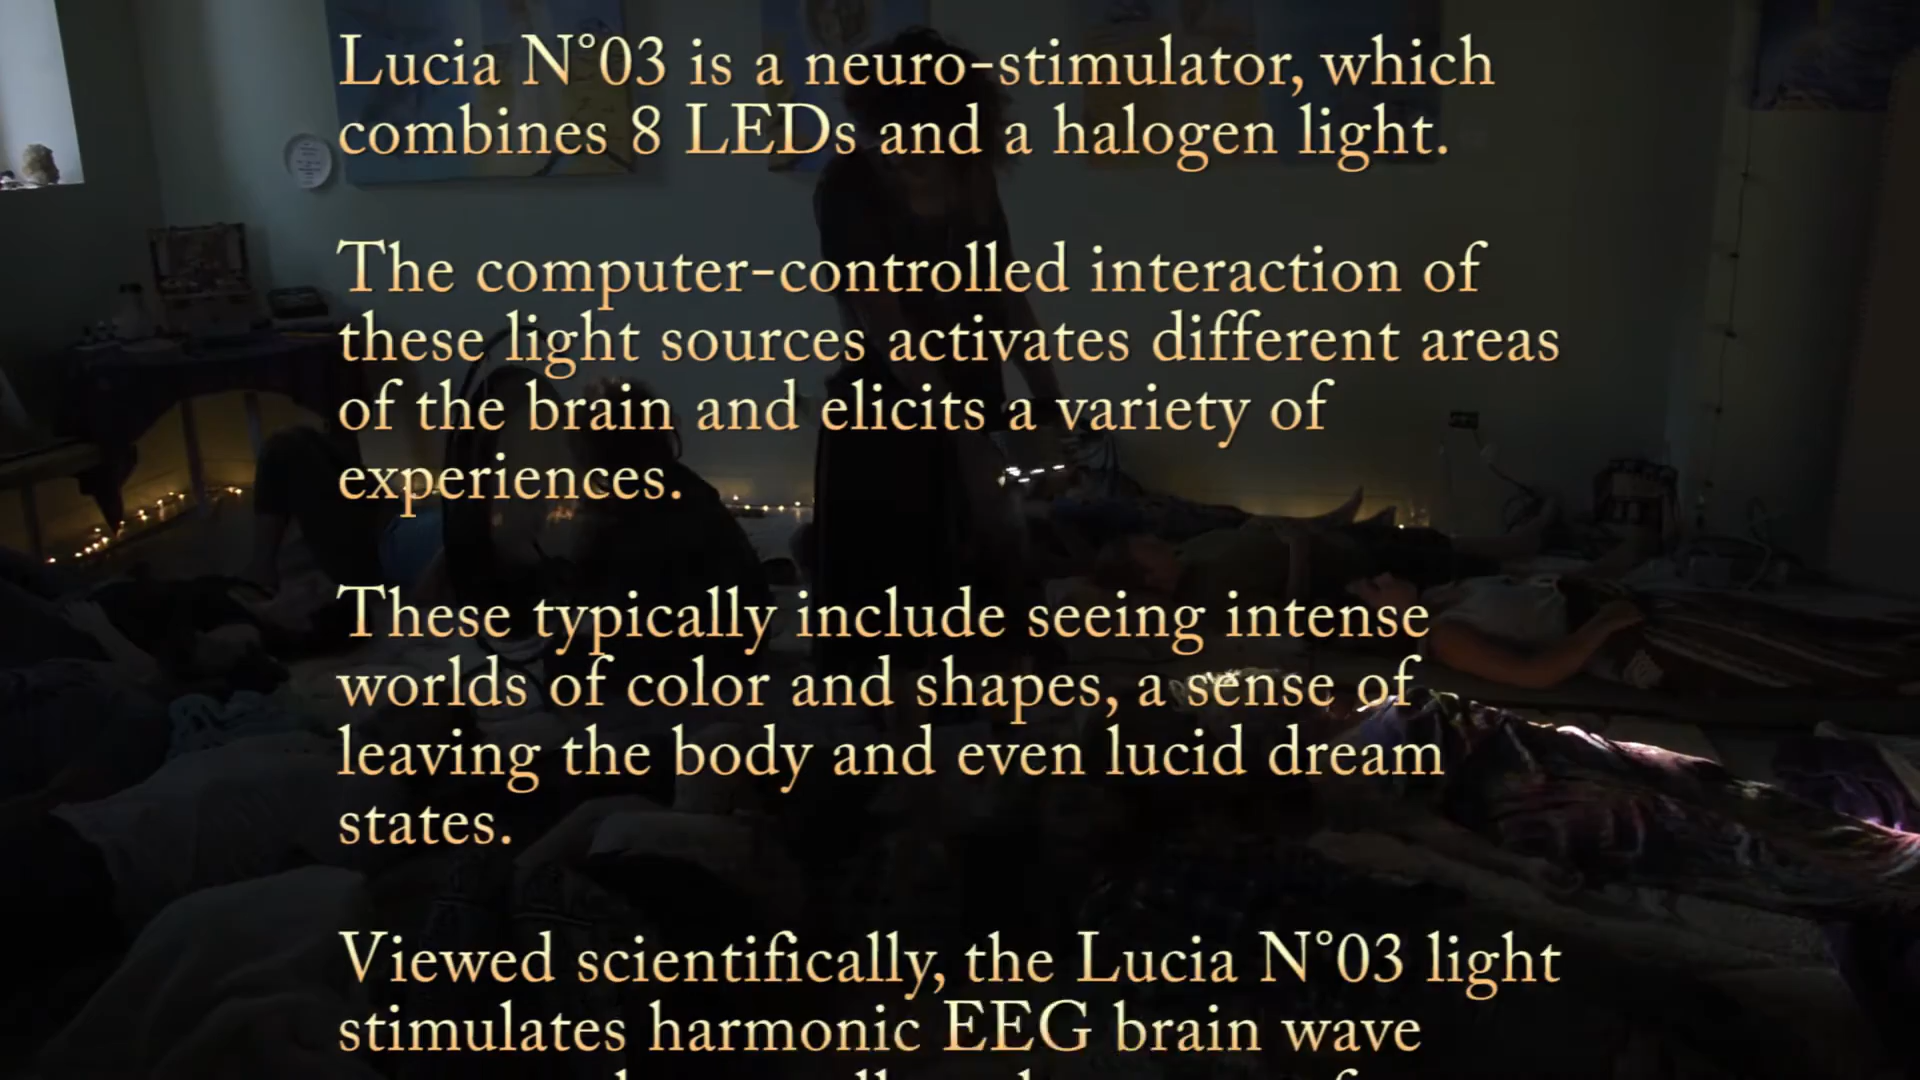 Lucia N°03 is a neuro-stimulator, which
combines 8 LEDs and a halogen light.
The computer-controlled interaction of
these light sources activates different areas
of the brain and elicits a variety of
experiences.
These typically include seeing intense
worlds of color and shapes, a sense of
leaving the body and even lucid dream
states.
Viewed scientifically, the Lucia N°03 light
stimulates harmonic EEG brain wave